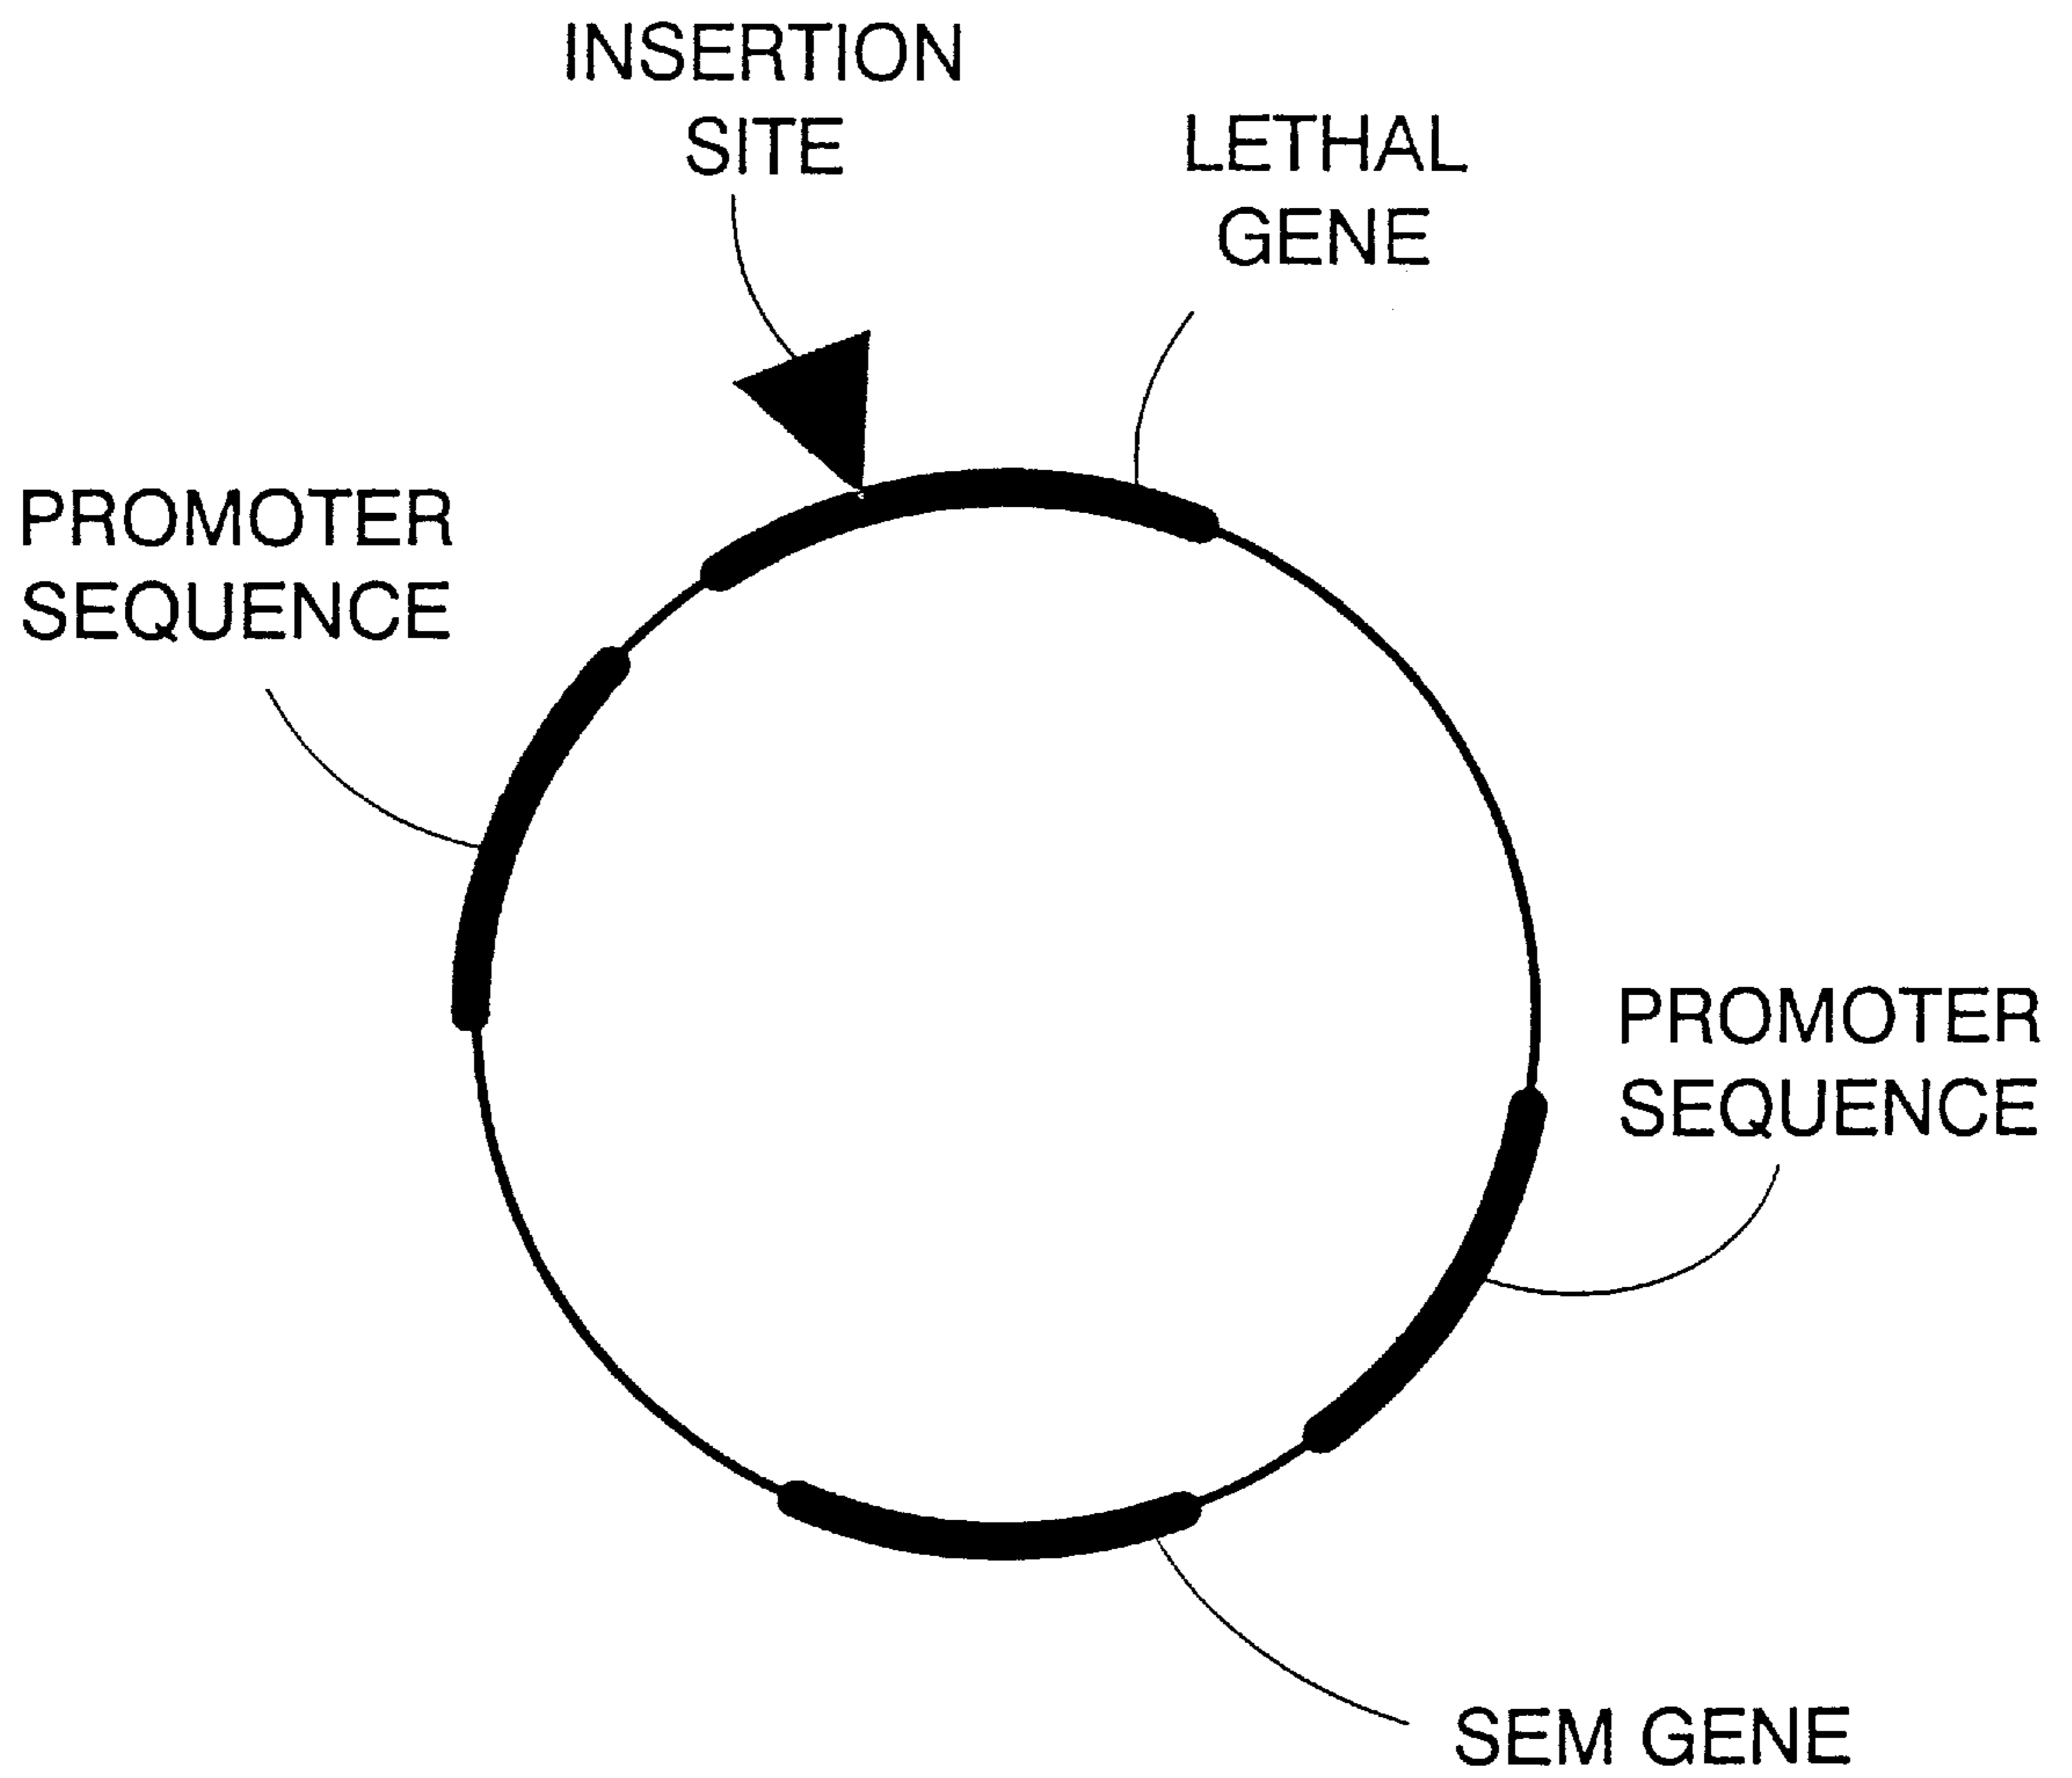 INSERTION
SITE
LETHAL
GENE
PROMOTER
SEQUENCE
PROMOTER
SEQUENCE
SEM GENE